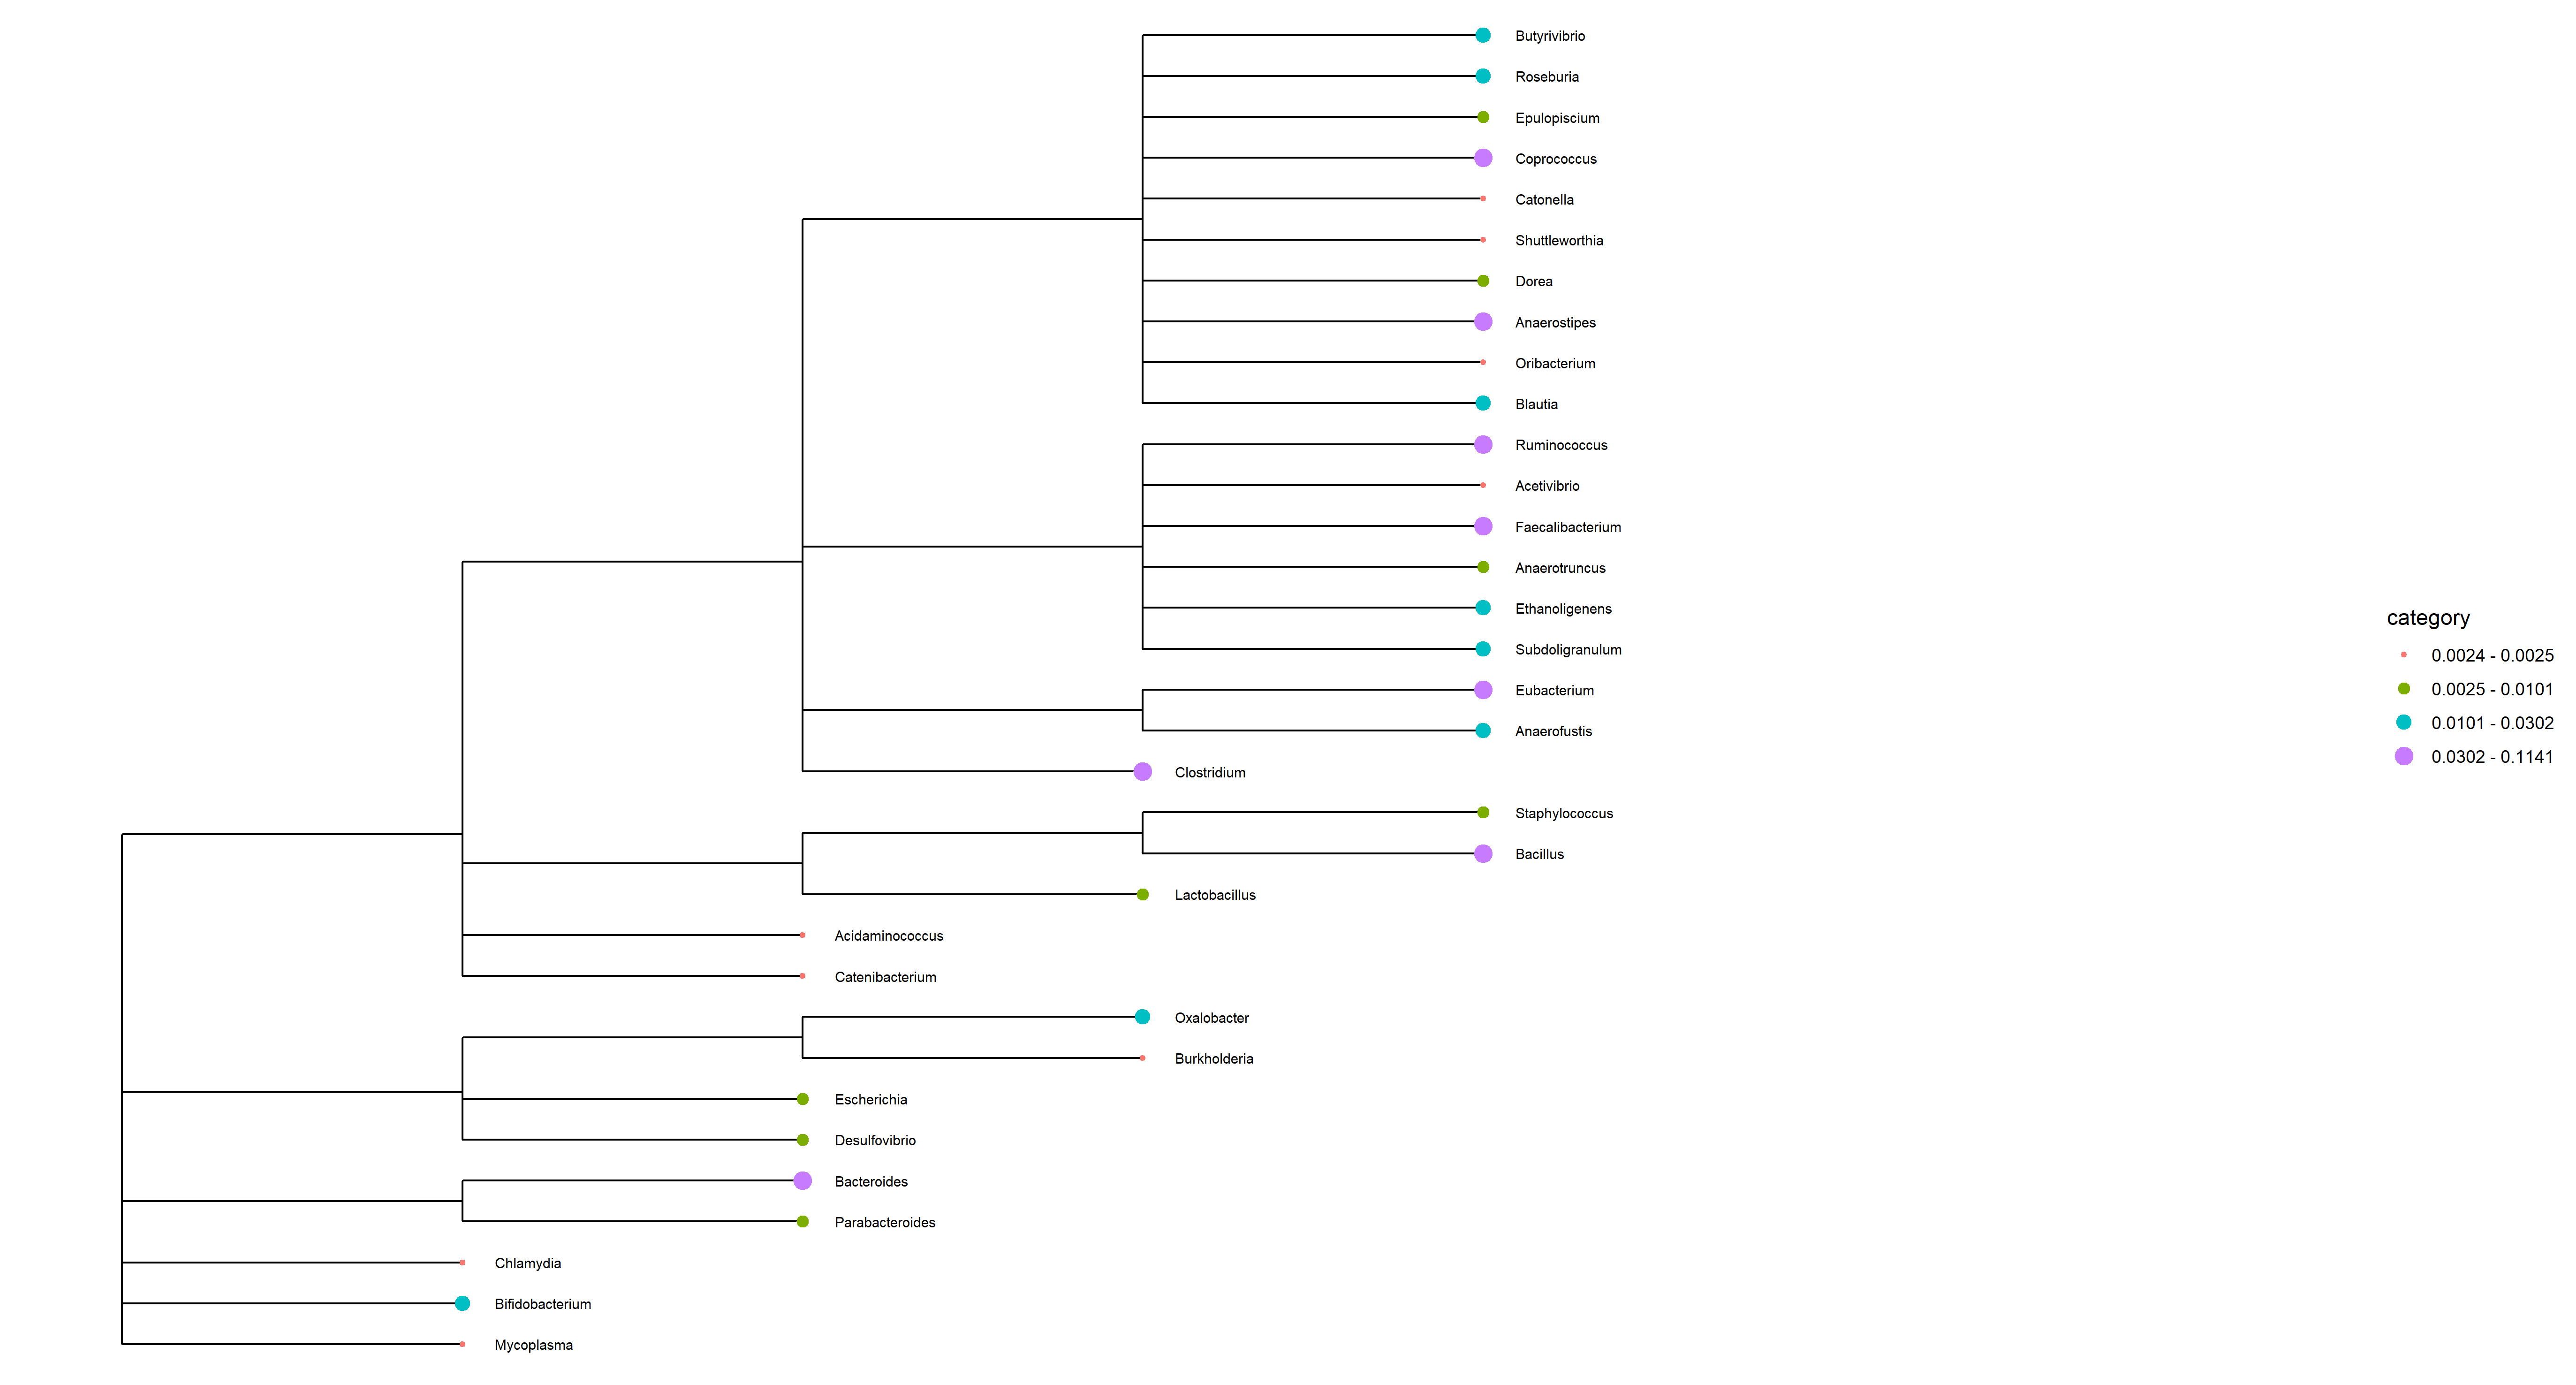 Butyrivibrio
Roseburia
Epulopiscium
Coprococcus
Catonella
Shuttleworthia
Dorea
Anaerostipes
Oribacterium
Blautia
Ruminococcus
Acetivibrio
Faecalibacterium
Anaerotruncus
Ethanoligenens
Subdoligranulum
Eubacterium
Anaerofustis
Clostridium
Staphylococcus
Bacillus
Lactobacillus
Acidaminococcus
Catenibacterium
Oxalobacter
Burkholderia
Escherichia
Desulfovibrio
Bacteroides
Parabacteroides
Chlamydia
Bifidobacterium
Mycoplasma
category
0.0024 - 0.0025
0.0025 - 0.0101
0.0101 - 0.0302
0.0302 - 0.1141